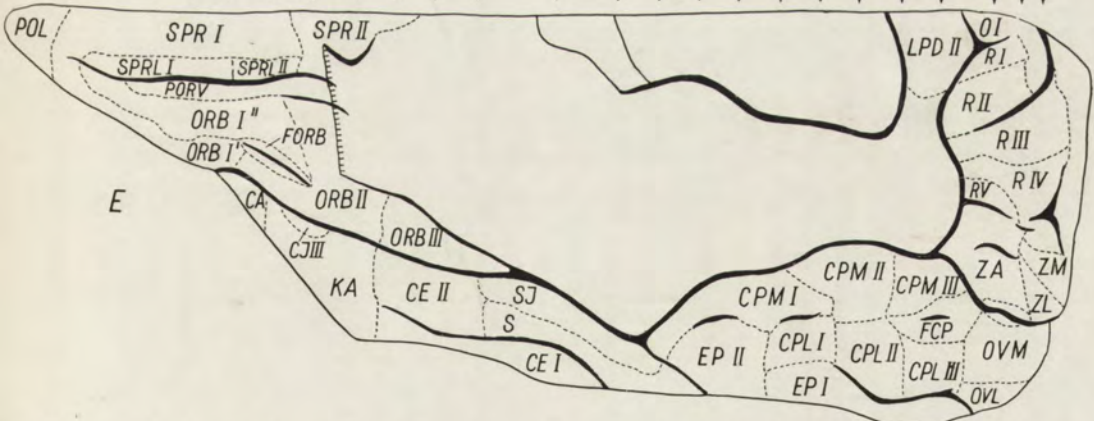 POL
SPR I
SPR II
SPRL I
SPRL II
PORV
ORB I"
FORB
ORB I'
E
CA
CJ III
ORB II
ORB III
KA
CE II
SJ
S
CE I
LPD II
OI
R I
R II
R III
R IV
RV
ZA
ZM
ZL
CPM I
CPM II
CPM III
FCP
EP II
CPL I
CPL II
CPL III
EP I
OVM
OVL